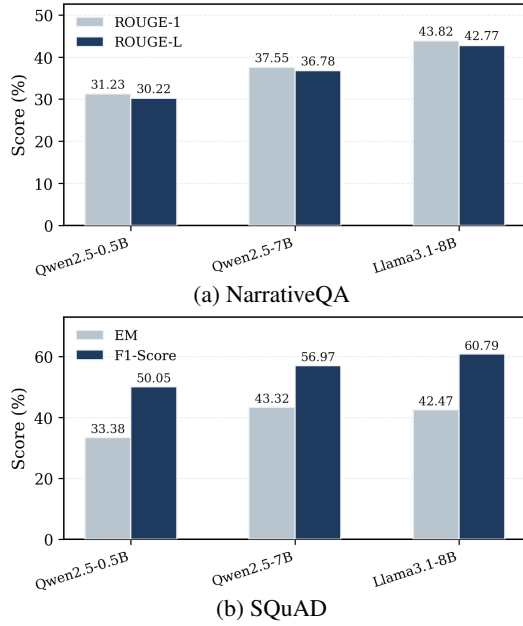 50
40
30
20
10
0
Score (%)
ROUGE-1
ROUGE-L
31.23
30.22
37.55
36.78
43.82
42.77
Qwen2.5-0.5B
Qwen2.5-7B
Llama3.1-8B
(a) NarrativeQA
60
40
20
0
Score (%)
EM
F1-Score
33.38
50.05
43.32
56.97
42.47
60.79
Qwen2.5-0.5B
Qwen2.5-7B
Llama3.1-8B
(b) SQuAD